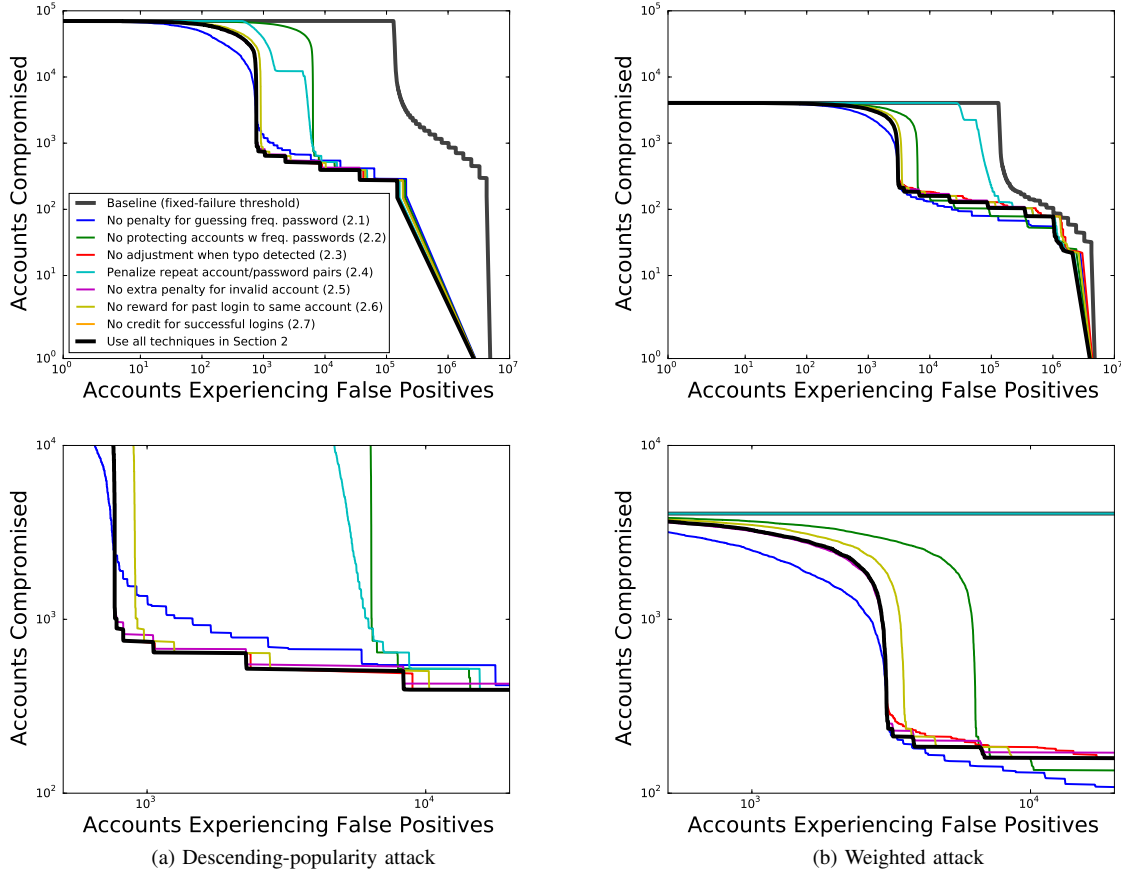 10^5
10^4
10^3
10^2
10^1
10^0
Accounts Compromised
Baseline (fixed-failure threshold)
No penalty for guessing freq. password (2.1)
No protecting accounts w freq. passwords (2.2)
No adjustment when typo detected (2.3)
Penalize repeat account/password pairs (2.4)
No extra penalty for invalid account (2.5)
No reward for past login to same account (2.6)
No credit for successful logins (2.7)
Use all techniques in Section 2
10^0 10^1 10^2 10^3 10^4 10^5 10^6 10^7
Accounts Experiencing False Positives
10^5
10^4
10^3
10^2
10^1
10^0
Accounts Compromised
10^0 10^1 10^2 10^3 10^4 10^5 10^6 10^7
Accounts Experiencing False Positives
10^4
10^3
10^2
Accounts Compromised
10^3 10^4
Accounts Experiencing False Positives
(a) Descending-popularity attack
10^4
10^3
10^2
Accounts Compromised
10^3 10^4
Accounts Experiencing False Positives
(b) Weighted attack